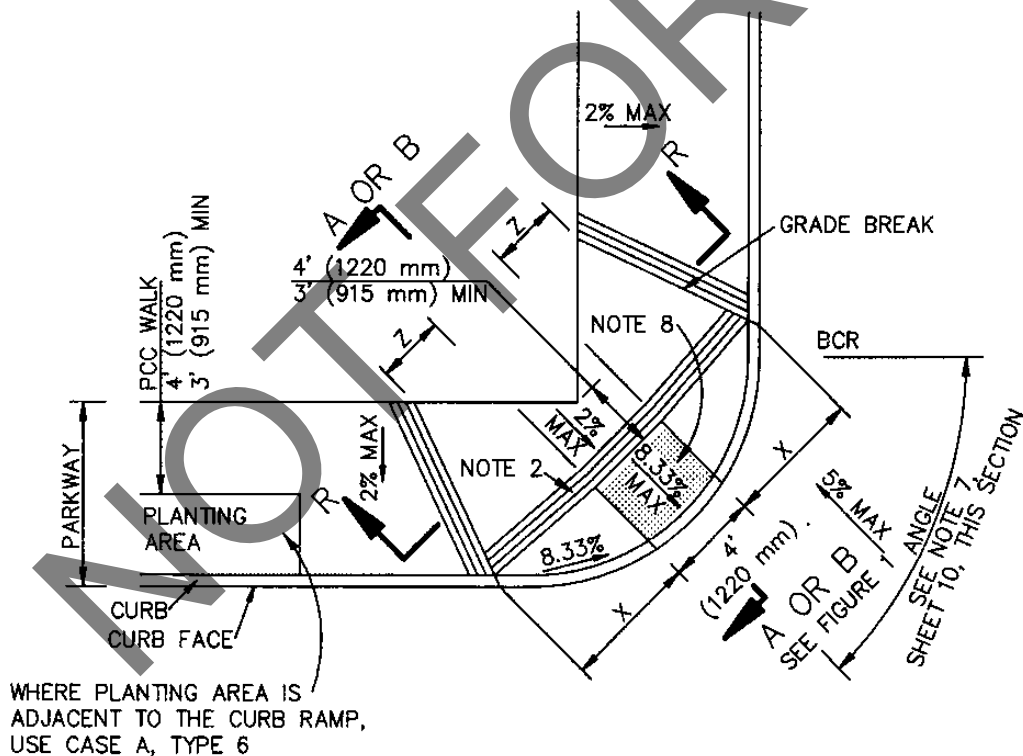 NOT FOR
2% MAX
R
A OR B
GRADE BREAK
Z
4' (1220 mm)
3' (915 mm) MIN
PCC WALK
4' (1220 mm)
3' (915 mm) MIN
NOTE 8
BCR
Z
2% MAX
2%
MAX
X
PARKWAY
NOTE 2
8.33%
MAX
R
PLANTING
AREA
8.33%
5% MAX
4'
(1220 mm).
X
A OR B
SEE FIGURE 1
ANGLE
SEE NOTE 7,
SHEET 10, THIS SECTION
CURB
CURB FACE
WHERE PLANTING AREA IS
ADJACENT TO THE CURB RAMP,
USE CASE A, TYPE 6